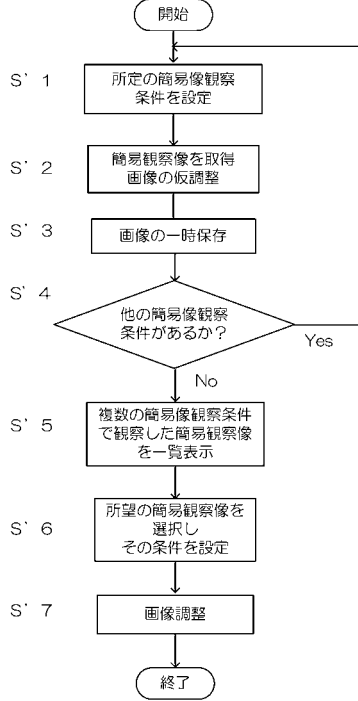 開始
S' 1
所定の簡易像観察
条件を設定
S' 2
簡易観察像を取得
画像の仮調整
S' 3
画像の一時保存
S' 4
他の簡易像観察
条件があるか?
Yes
No
S' 5
複数の簡易像観察条件
で観察した簡易観察像
を一覧表示
S' 6
所望の簡易観察像を
選択し
その条件を設定
S' 7
画像調整
終了